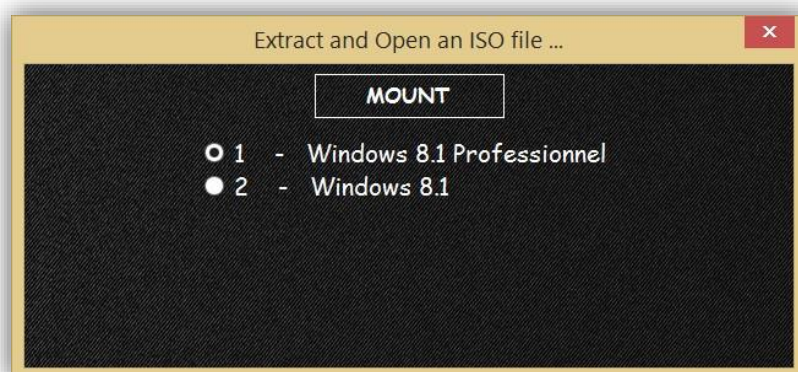 Extract and Open an ISO file ...
MOUNT
1 - Windows 8.1 Professionnel
2 - Windows 8.1